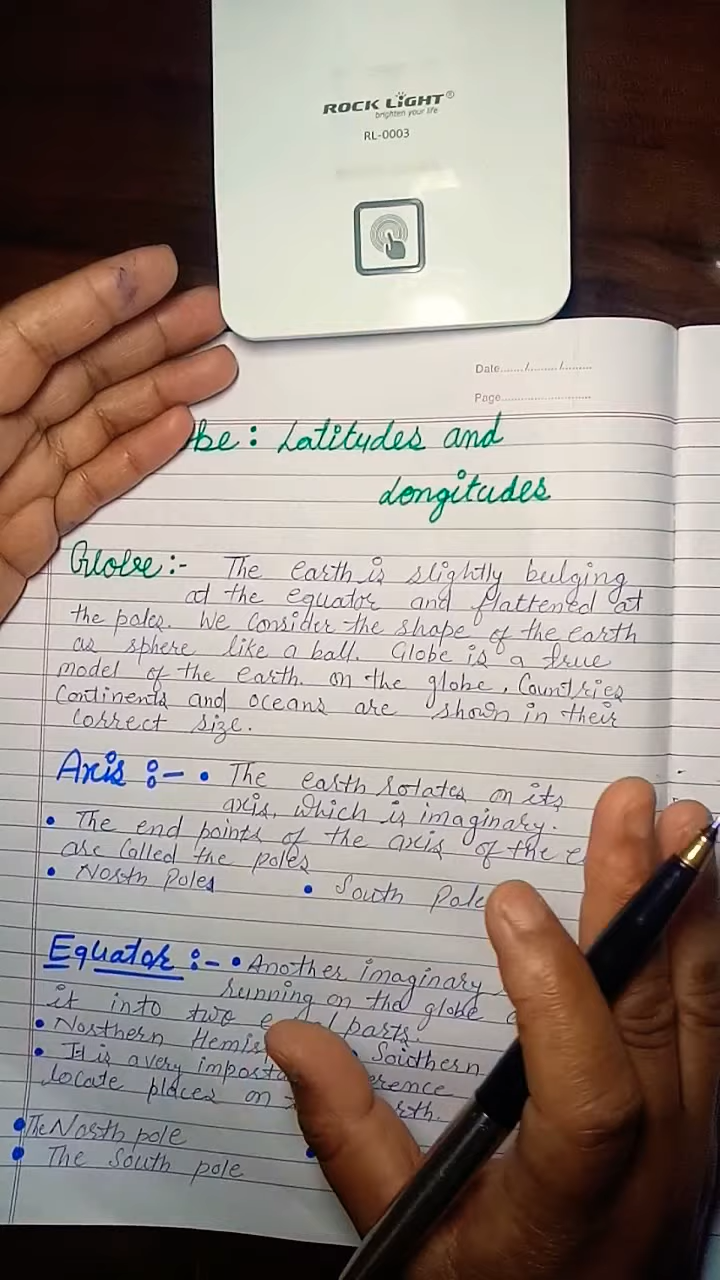 ROCK LIGHT®
brighten your life
RL-0003
Date......./........./.........
Page............................
be: Latitudes and
Longitudes
Globe:- The earth is slightly bulging
at the equator and flattened at
the poles. We consider the shape of the earth
as sphere like a ball. Globe is a true
model of the earth. on the globe, Countries
Continents and oceans are shown in their
correct size.
Axis :- • The earth rotates on its
axis, which is imaginary.
• The end points of the axis of the
are called the poles
• North Poles • South Pole
Equator :- • Another imaginary
running on the globe
it into two parts.
• Northern • Southern
• It is a very
locate places on
• The North pole
• The South pole